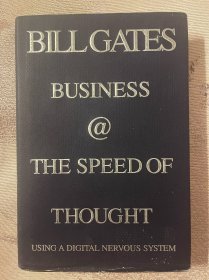 BILL GATES
BUSINESS
@
THE SPEED OF
THOUGHT
USING A DIGITAL NERVOUS SYSTEM